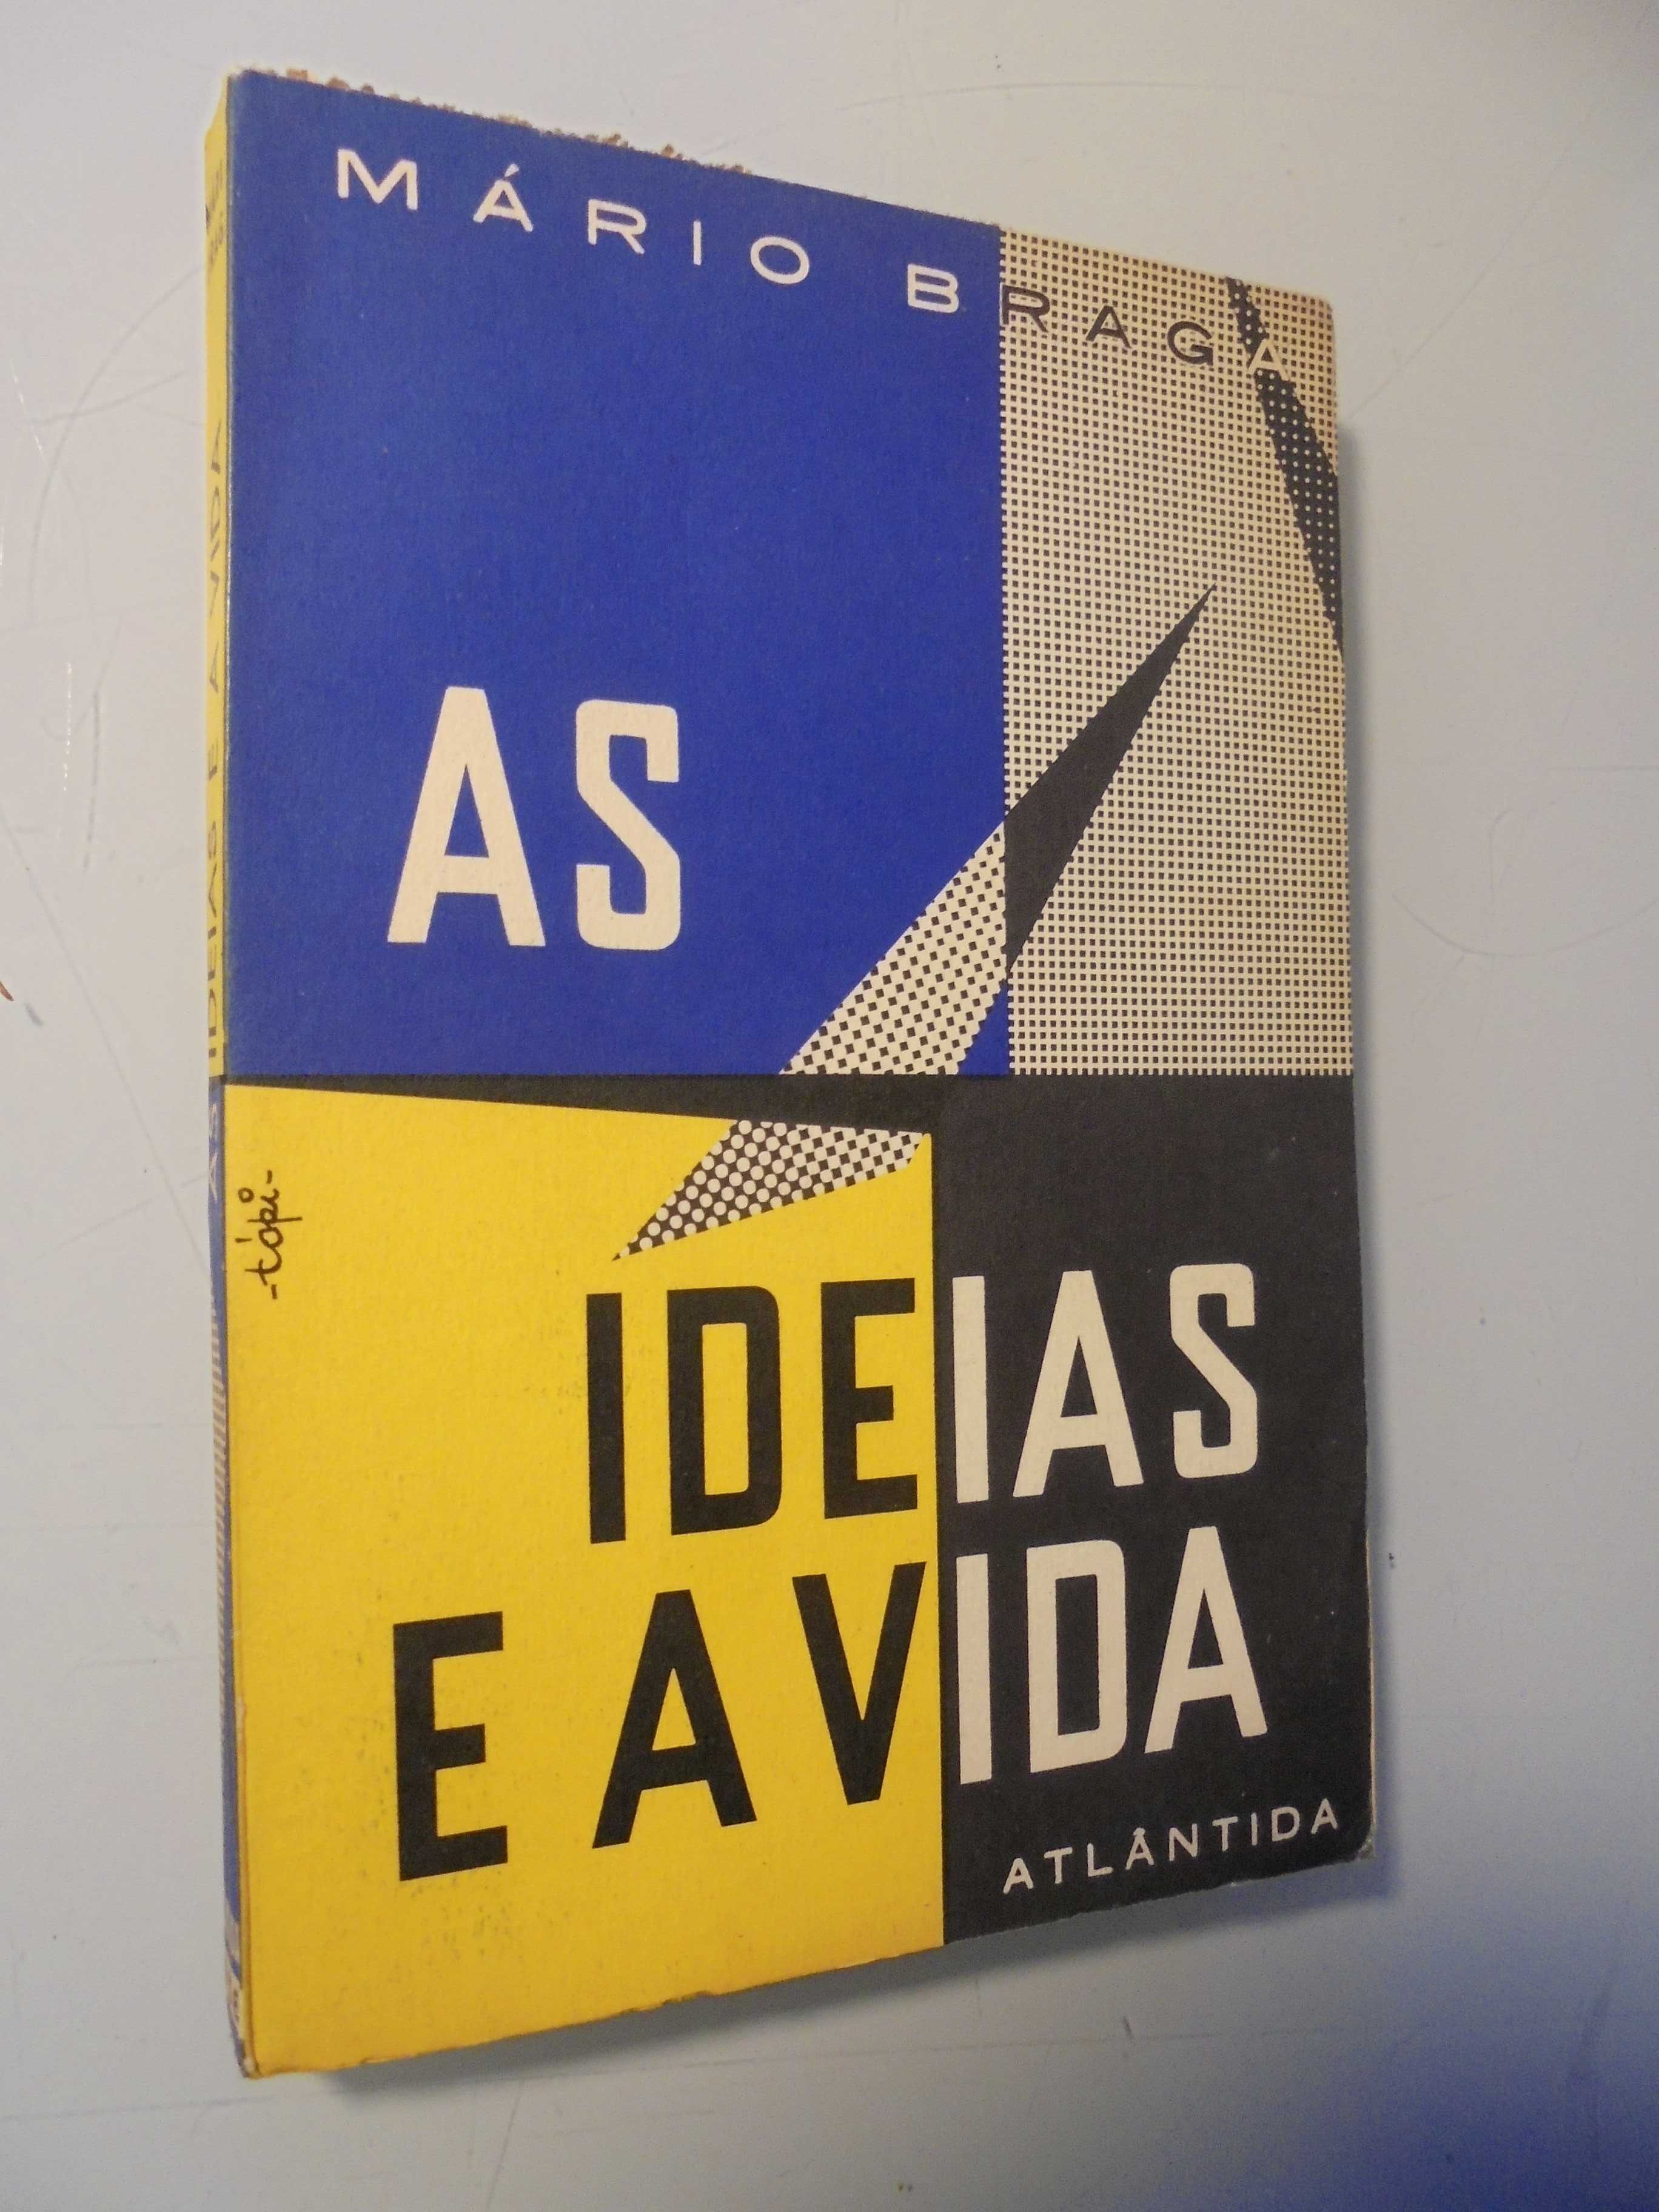 MÁRIO BRAGA
AS
IDEIAS
E A VIDA
ATLÂNTIDA
-tópi-
AS IDEIAS E A VIDA